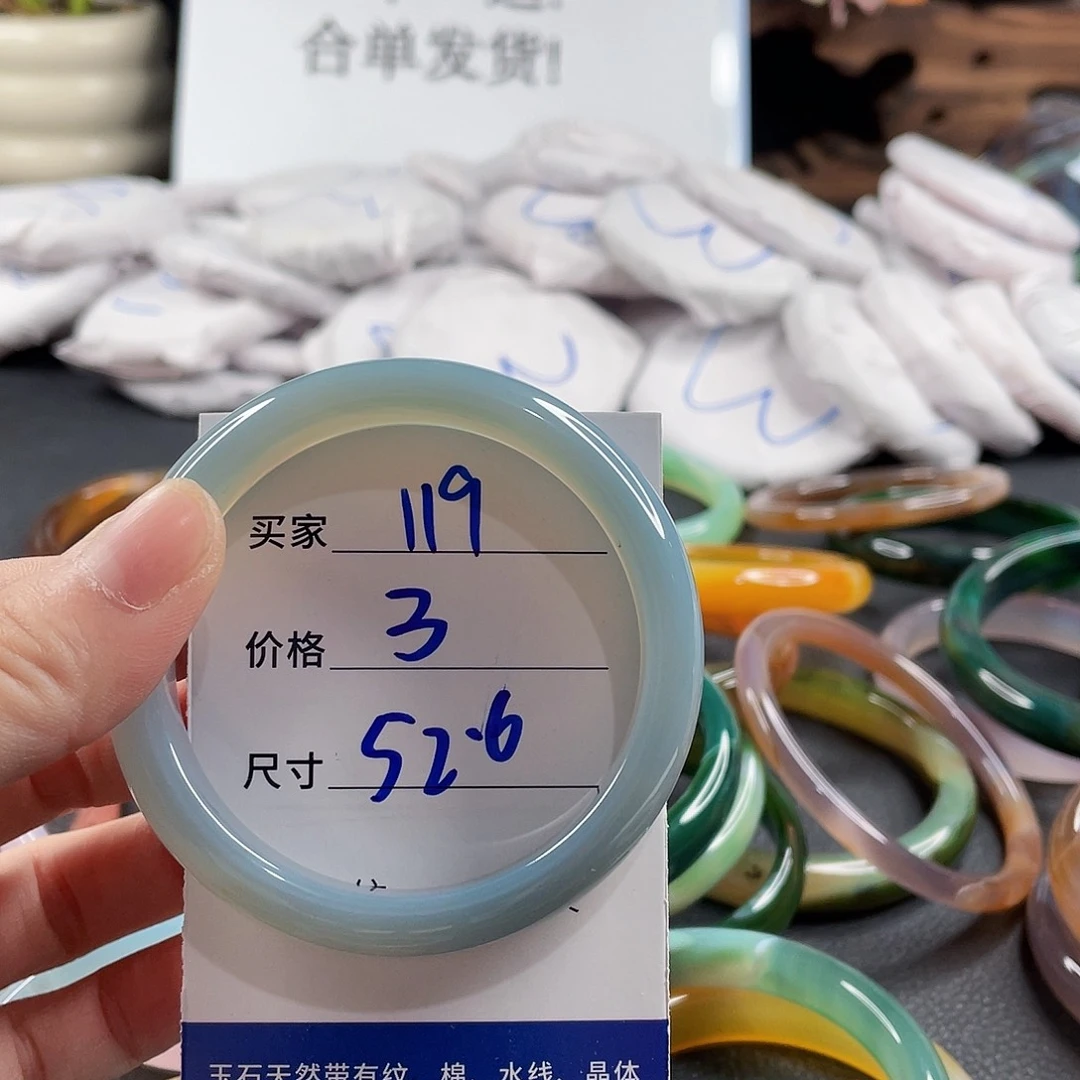 合单发货!
买家 119
价格 3
尺寸 52.6
玉石天然带有纹、棉、水线、晶体